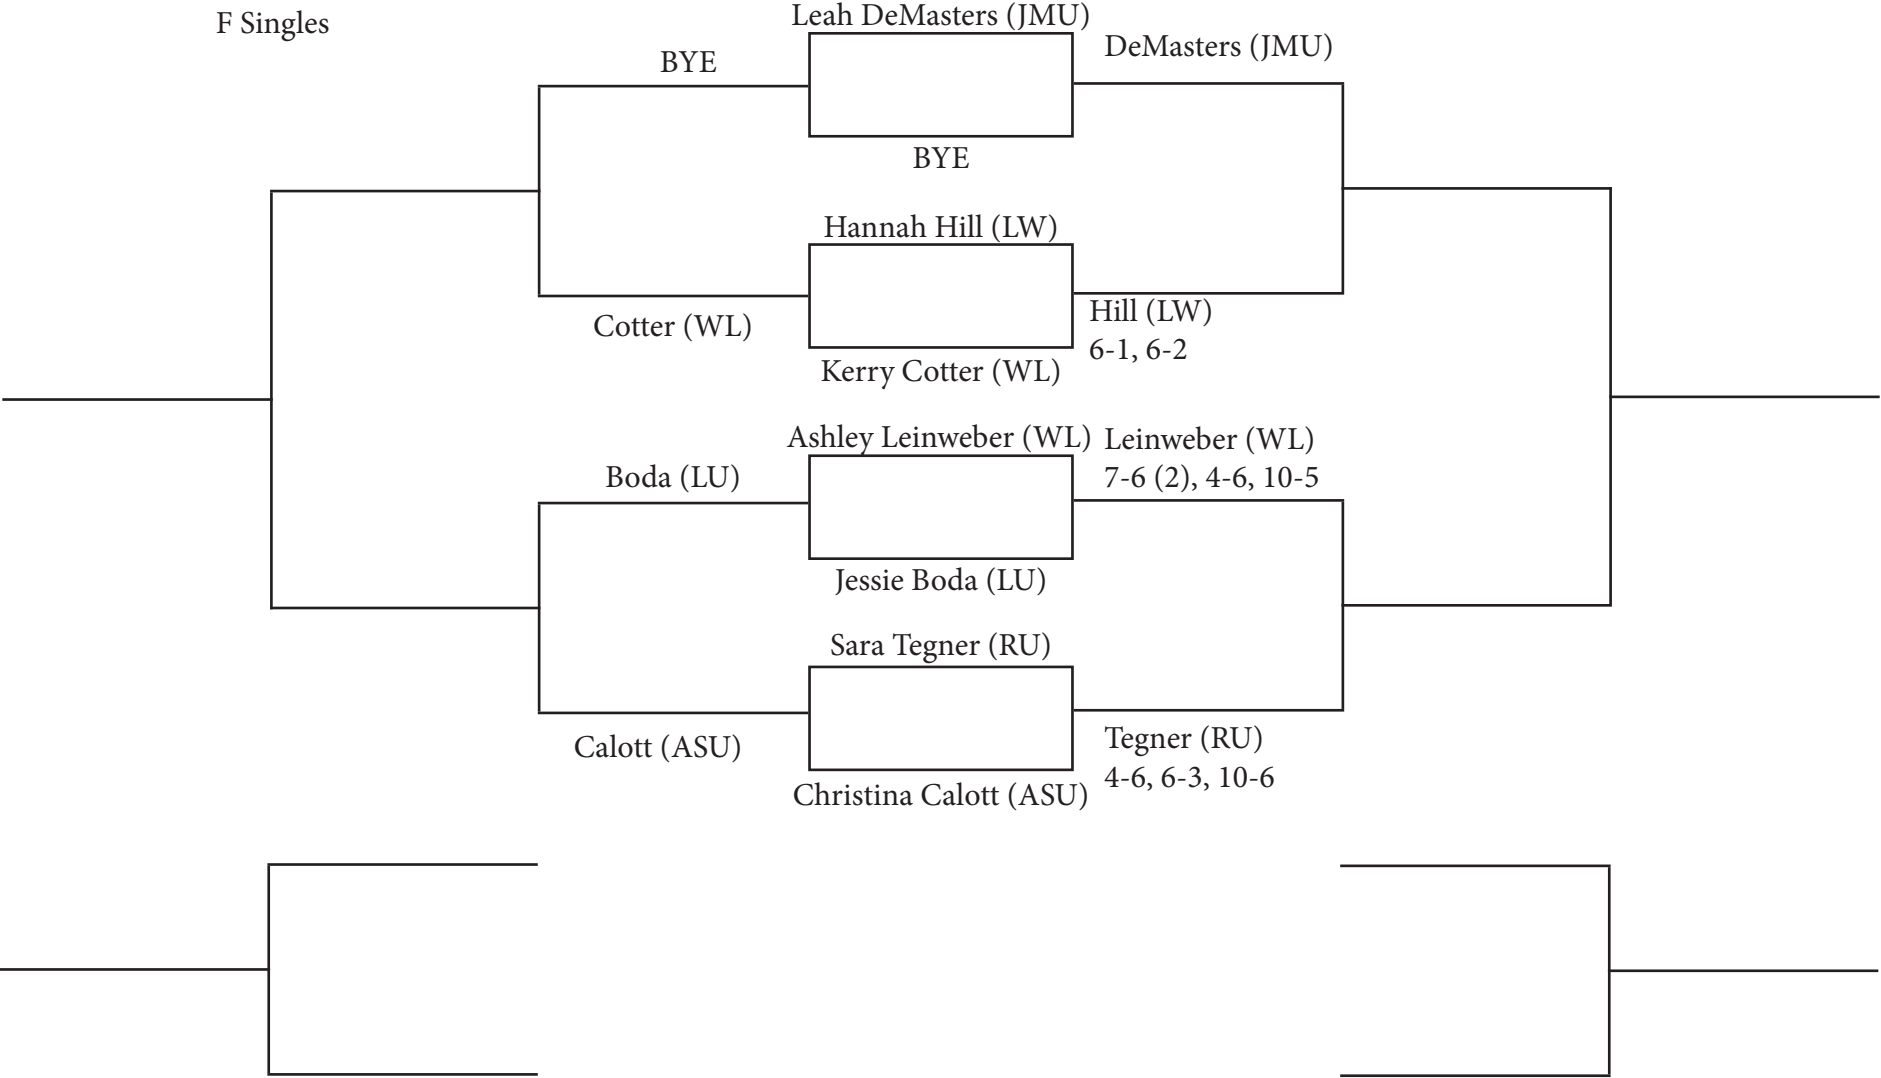 F Singles
Leah DeMasters (JMU)
BYE
DeMasters (JMU)
BYE
Hannah Hill (LW)
Cotter (WL)
Hill (LW)
6-1, 6-2
Kerry Cotter (WL)
Ashley Leinweber (WL)
Leinweber (WL)
7-6 (2), 4-6, 10-5
Boda (LU)
Jessie Boda (LU)
Sara Tegner (RU)
Calott (ASU)
Tegner (RU)
4-6, 6-3, 10-6
Christina Calott (ASU)